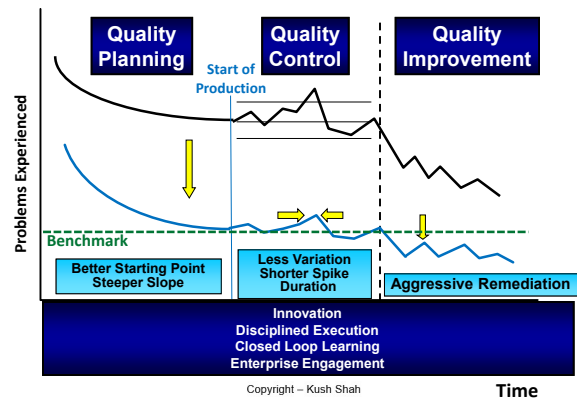 Quality
Planning
Quality
Control
Quality
Improvement
Start of
Production
Problems Experienced
Benchmark
Better Starting Point
Steeper Slope
Less Variation
Shorter Spike
Duration
Aggressive Remediation
Innovation
Disciplined Execution
Closed Loop Learning
Enterprise Engagement
Copyright – Kush Shah
Time